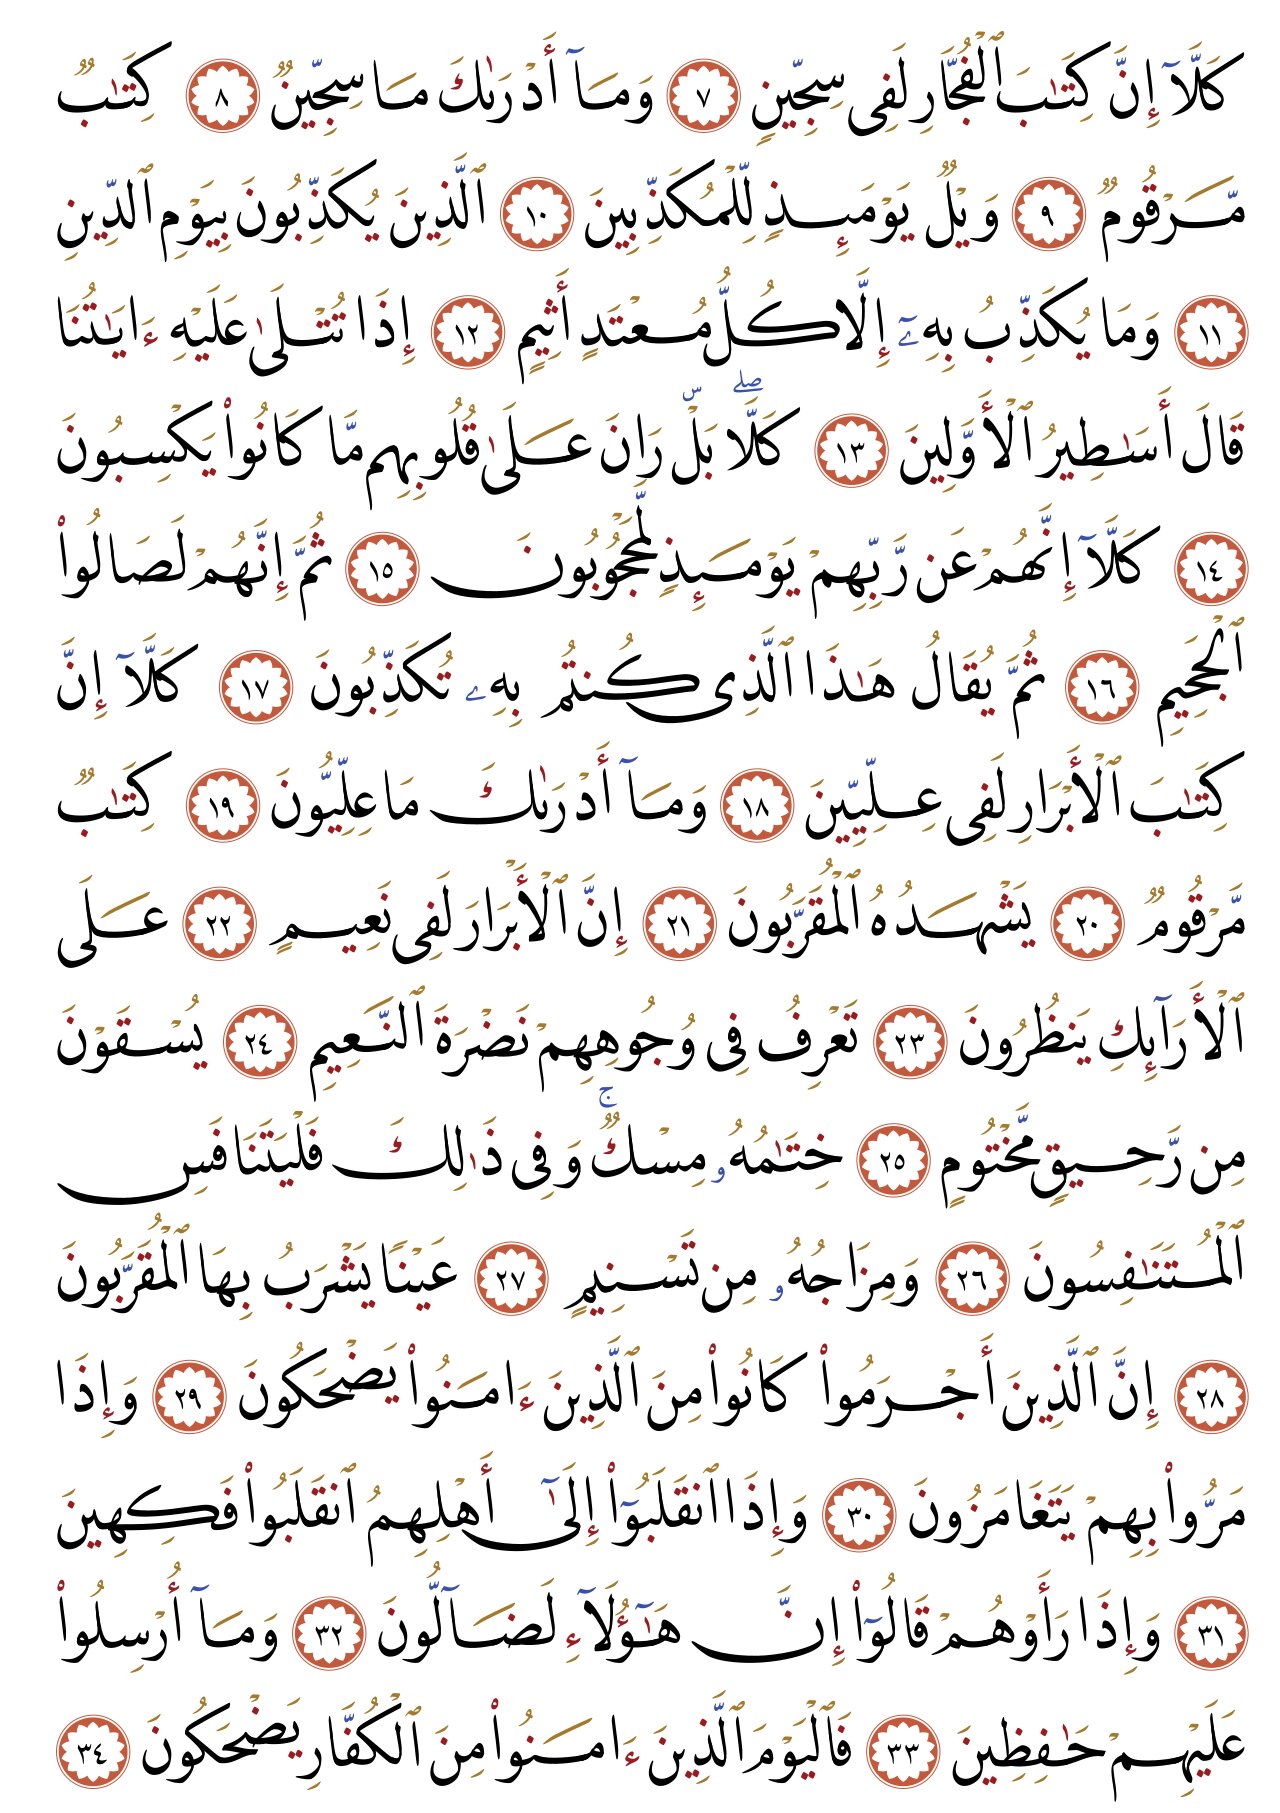 كَلَّآ إِنَّ كِتَـٰبَ ٱلْفُجَّارِ لَفِى سِجِّينٍ ٧ وَمَآ أَدْرَىٰكَ مَا سِجِّينٌ ٨ كِتَـٰبٌ
مَّرْقُومٌ ٩ وَيْلٌ يَوْمَئِذٍ لِّلْمُكَذِّبِينَ ١٠ ٱلَّذِينَ يُكَذِّبُونَ بِيَوْمِ ٱلدِّينِ
١١ وَمَا يُكَذِّبُ بِهِۦٓ إِلَّا كُلُّ مُعْتَدٍ أَثِيمٍ ١٢ إِذَا تُتْلَىٰ عَلَيْهِ ءَايَـٰتُنَا
قَالَ أَسَـٰطِيرُ ٱلْأَوَّلِينَ ١٣ كَلَّا ۖ بَلْ ۜ رَانَ عَلَىٰ قُلُوبِهِم مَّا كَانُوا۟ يَكْسِبُونَ
١٤ كَلَّآ إِنَّهُمْ عَن رَّبِّهِمْ يَوْمَئِذٍ لَّمَحْجُوبُونَ ١٥ ثُمَّ إِنَّهُمْ لَصَالُوا۟
ٱلْجَحِيمِ ١٦ ثُمَّ يُقَالُ هَـٰذَا ٱلَّذِى كُنتُم بِهِۦ تُكَذِّبُونَ ١٧ كَلَّآ إِنَّ
كِتَـٰبَ ٱلْأَبْرَارِ لَفِى عِلِّيِّينَ ١٨ وَمَآ أَدْرَىٰكَ مَا عِلِّيُّونَ ١٩ كِتَـٰبٌ
مَّرْقُومٌ ٢٠ يَشْهَدُهُ ٱلْمُقَرَّبُونَ ٢١ إِنَّ ٱلْأَبْرَارَ لَفِى نَعِيمٍ ٢٢ عَلَى
ٱلْأَرَآئِكِ يَنظُرُونَ ٢٣ تَعْرِفُ فِى وُجُوهِهِمْ نَضْرَةَ ٱلنَّعِيمِ ٢٤ يُسْقَوْنَ
مِن رَّحِيقٍ مَّخْتُومٍ ٢٥ خِتَـٰمُهُۥ مِسْكٌ ۚ وَفِى ذَٰلِكَ فَلْيَتَنَافَسِ
ٱلْمُتَنَـٰفِسُونَ ٢٦ وَمِزَاجُهُۥ مِن تَسْنِيمٍ ٢٧ عَيْنًا يَشْرَبُ بِهَا ٱلْمُقَرَّبُونَ
٢٨ إِنَّ ٱلَّذِينَ أَجْرَمُوا۟ كَانُوا۟ مِنَ ٱلَّذِينَ ءَامَنُوا۟ يَضْحَكُونَ ٢٩ وَإِذَا
مَرُّوا۟ بِهِمْ يَتَغَامَزُونَ ٣٠ وَإِذَا ٱنقَلَبُوٓا۟ إِلَىٰٓ أَهْلِهِمُ ٱنقَلَبُوا۟ فَكِهِينَ
٣١ وَإِذَا رَأَوْهُمْ قَالُوٓا۟ إِنَّ هَـٰٓؤُلَآءِ لَضَآلُّونَ ٣٢ وَمَآ أُرْسِلُوا۟
عَلَيْهِمْ حَـٰفِظِينَ ٣٣ فَٱلْيَوْمَ ٱلَّذِينَ ءَامَنُوا۟ مِنَ ٱلْكُفَّارِ يَضْحَكُونَ ٣٤